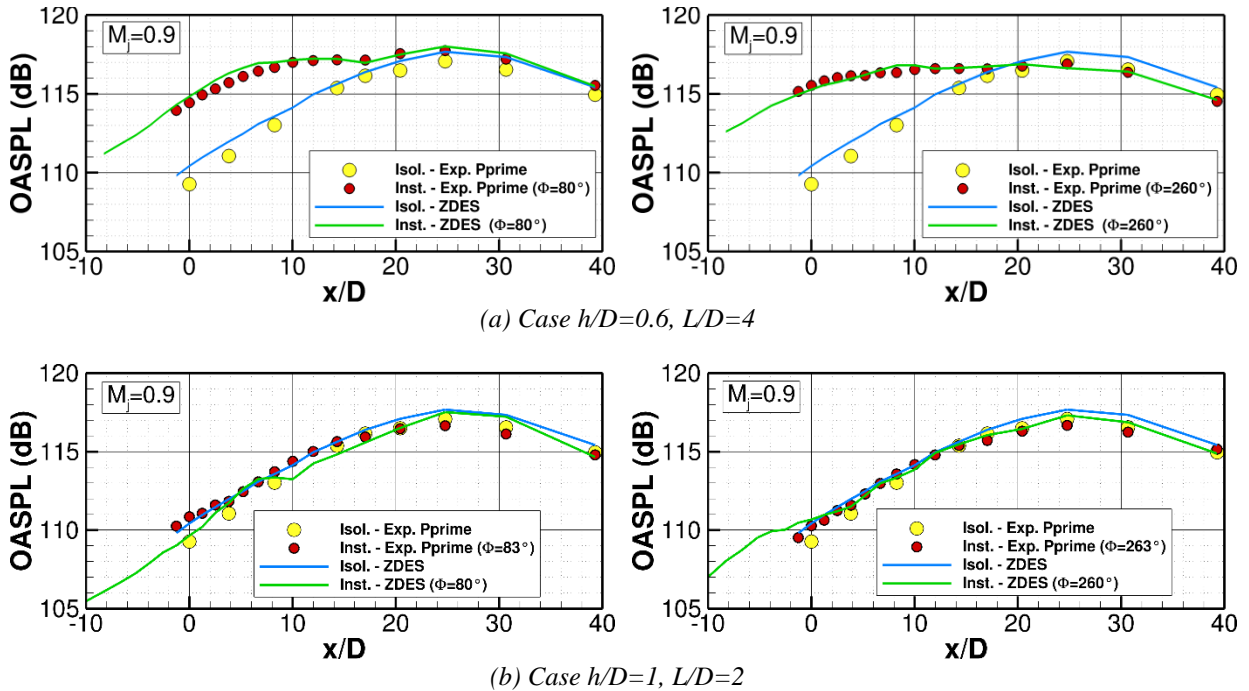 120
M_j=0.9
OASPL (dB)
115
110
105
-10 0 10 20 30 40
x/D
Isol. - Exp. Pprime
Inst. - Exp. Pprime (Φ=80°)
Isol. - ZDES
Inst. - ZDES (Φ=80°)
120
M_j=0.9
OASPL (dB)
115
110
105
-10 0 10 20 30 40
x/D
Isol. - Exp. Pprime
Inst. - Exp. Pprime (Φ=260°)
Isol. - ZDES
Inst. - ZDES (Φ=260°)
(a) Case h/D=0.6, L/D=4
120
M_j=0.9
OASPL (dB)
115
110
105
-10 0 10 20 30 40
x/D
Isol. - Exp. Pprime
Inst. - Exp. Pprime (Φ=83°)
Isol. - ZDES
Inst. - ZDES (Φ=80°)
120
M_j=0.9
OASPL (dB)
115
110
105
-10 0 10 20 30 40
x/D
Isol. - Exp. Pprime
Inst. - Exp. Pprime (Φ=263°)
Isol. - ZDES
Inst. - ZDES (Φ=260°)
(b) Case h/D=1, L/D=2